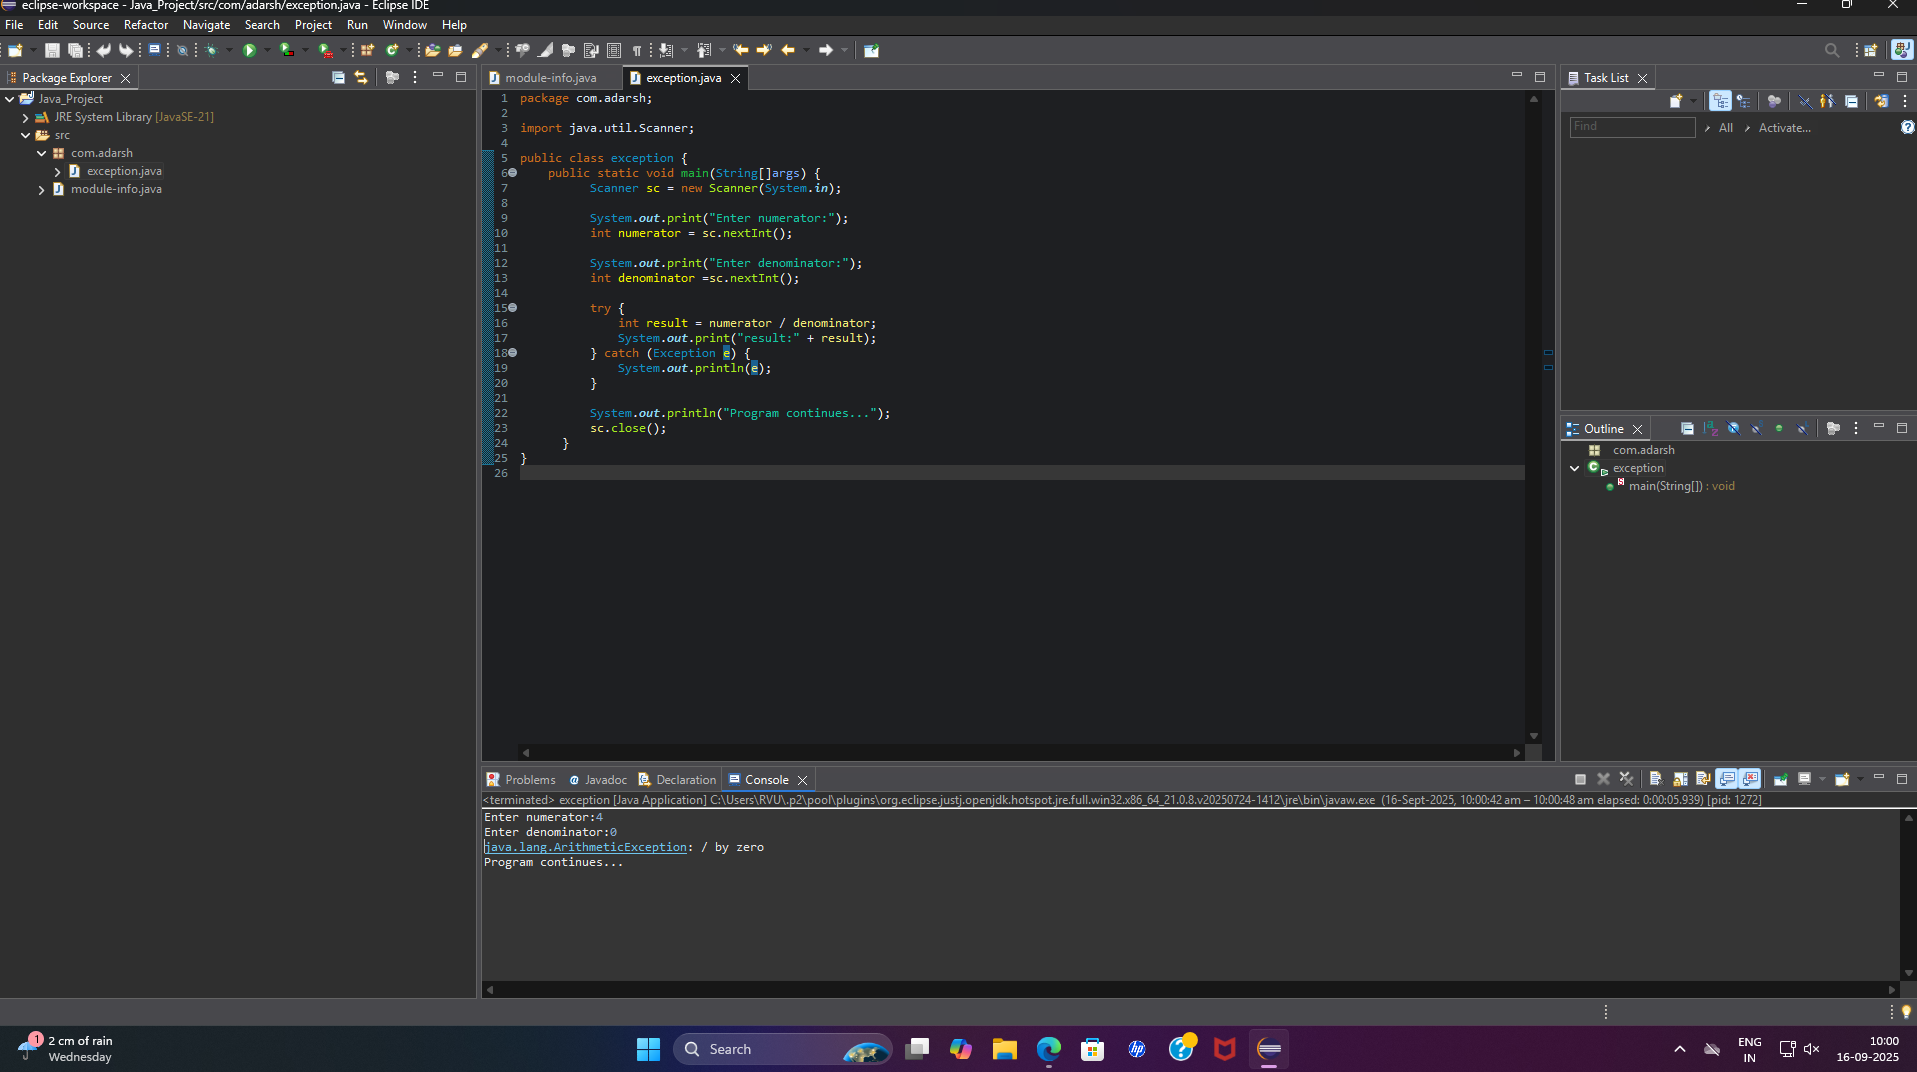 eclipse-workspace - Java_Project/src/com/adarsh/exception.java - Eclipse IDE
File Edit Source Refactor Navigate Search Project Run Window Help
Package Explorer
Java_Project
JRE System Library [JavaSE-21]
src
com.adarsh
exception.java
module-info.java
module-info.java
exception.java
1 package com.adarsh;
2
3 import java.util.Scanner;
4
5 public class exception {
6 public static void main(String[]args) {
7 Scanner sc = new Scanner(System.in);
8
9 System.out.print("Enter numerator:");
10 int numerator = sc.nextInt();
11
12 System.out.print("Enter denominator:");
13 int denominator =sc.nextInt();
14
15 try {
16 int result = numerator / denominator;
17 System.out.print("result:" + result);
18 } catch (Exception e) {
19 System.out.println(e);
20 }
21
22 System.out.println("Program continues...");
23 sc.close();
24 }
25 }
26
Task List
Find
All
Activate...
Outline
com.adarsh
exception
main(String[]) : void
Problems Javadoc Declaration Console
<terminated> exception [Java Application] C:\Users\RVU\.p2\pool\plugins\org.eclipse.justj.openjdk.hotspot.jre.full.win32.x86_64_21.0.8.v20250724-1412\jre\bin\javaw.exe (16-Sept-2025, 10:00:42 am – 10:00:48 am elapsed: 0:00:05.939) [pid: 1272]
Enter numerator:4
Enter denominator:0
java.lang.ArithmeticException: / by zero
Program continues...
1
2 cm of rain
Wednesday
Search
hp
ENG
IN
10:00
16-09-2025